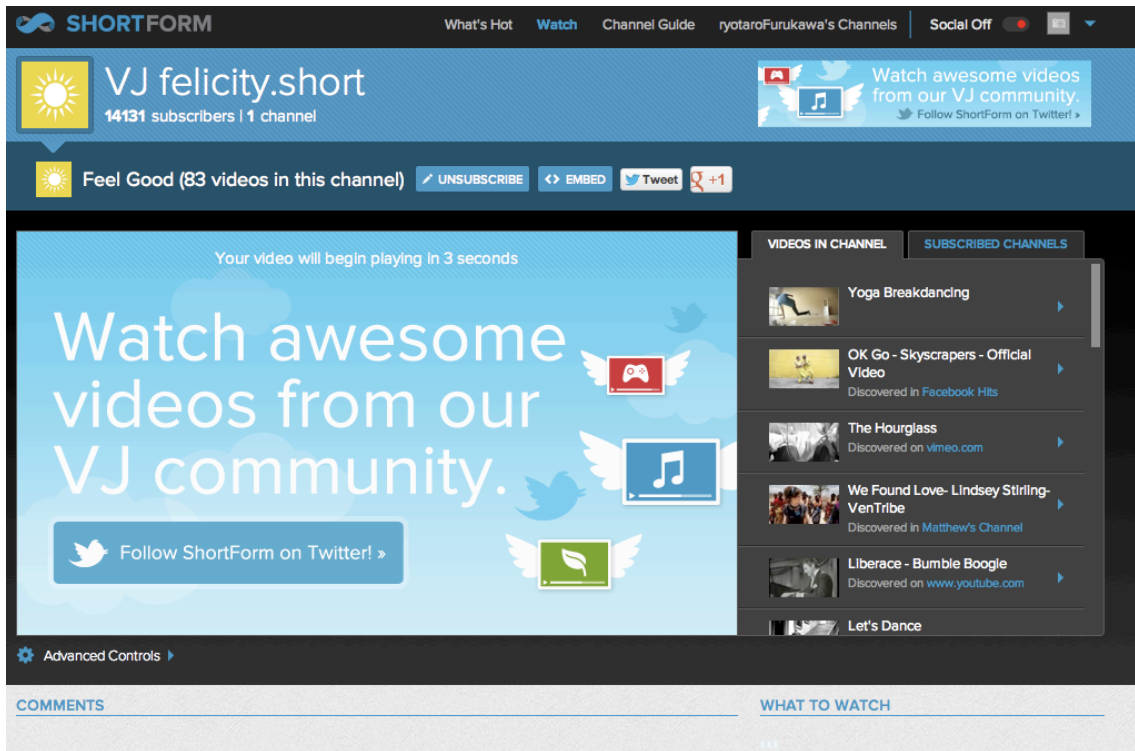 SHORTFORM
What's Hot
Watch
Channel Guide
ryotaroFurukawa's Channels
Social Off
VJ felicity.short
14131 subscribers | 1 channel
Watch awesome videos
from our VJ community.
Follow ShortForm on Twitter! »
Feel Good (83 videos in this channel)
UNSUBSCRIBE
<> EMBED
Tweet
g +1
Your video will begin playing in 3 seconds
Watch awesome
videos from our
VJ community.
Follow ShortForm on Twitter! »
VIDEOS IN CHANNEL
SUBSCRIBED CHANNELS
Yoga Breakdancing
OK Go - Skyscrapers - Official
Video
Discovered in Facebook Hits
The Hourglass
Discovered on vimeo.com
We Found Love- Lindsey Stirling-
VenTribe
Discovered in Matthew's Channel
Liberace - Bumble Boogie
Discovered on www.youtube.com
Let's Dance
Advanced Controls
COMMENTS
WHAT TO WATCH